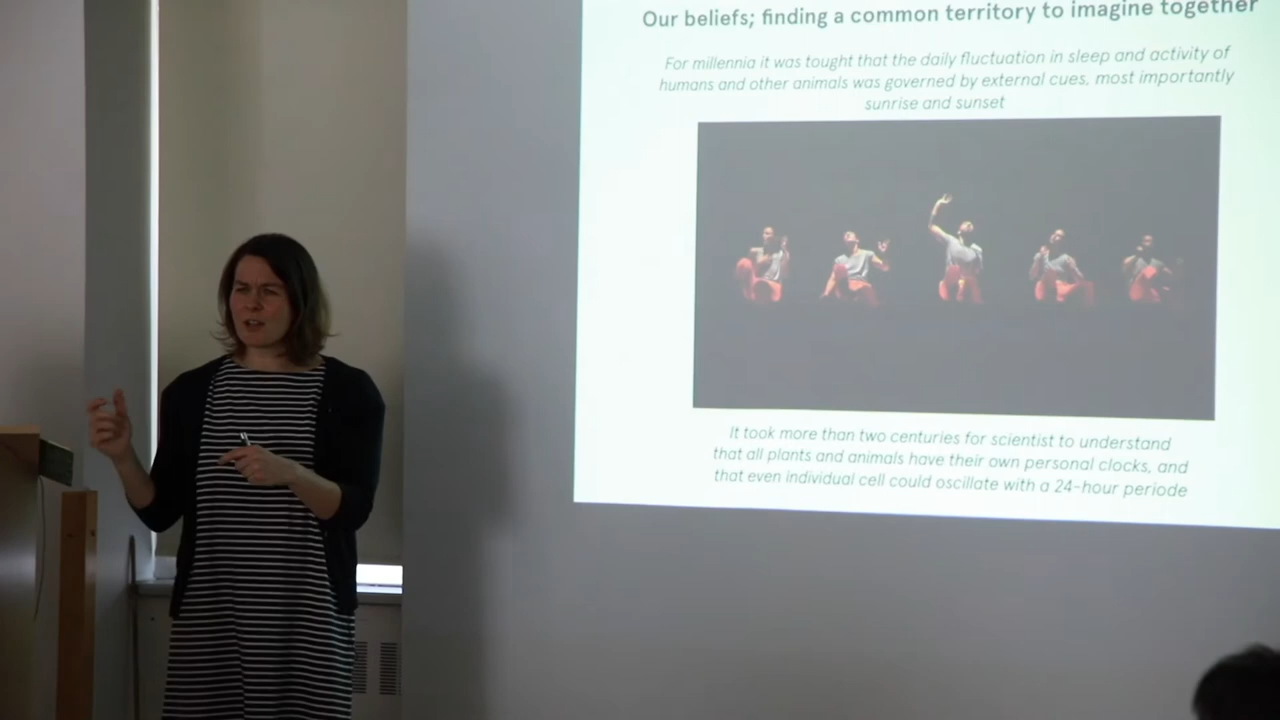 Our beliefs; finding a common territory to imagine together
For millennia it was tought that the daily fluctuation in sleep and activity of
humans and other animals was governed by external cues, most importantly
sunrise and sunset
It took more than two centuries for scientist to understand
that all plants and animals have their own personal clocks, and
that even individual cell could oscillate with a 24-hour periode